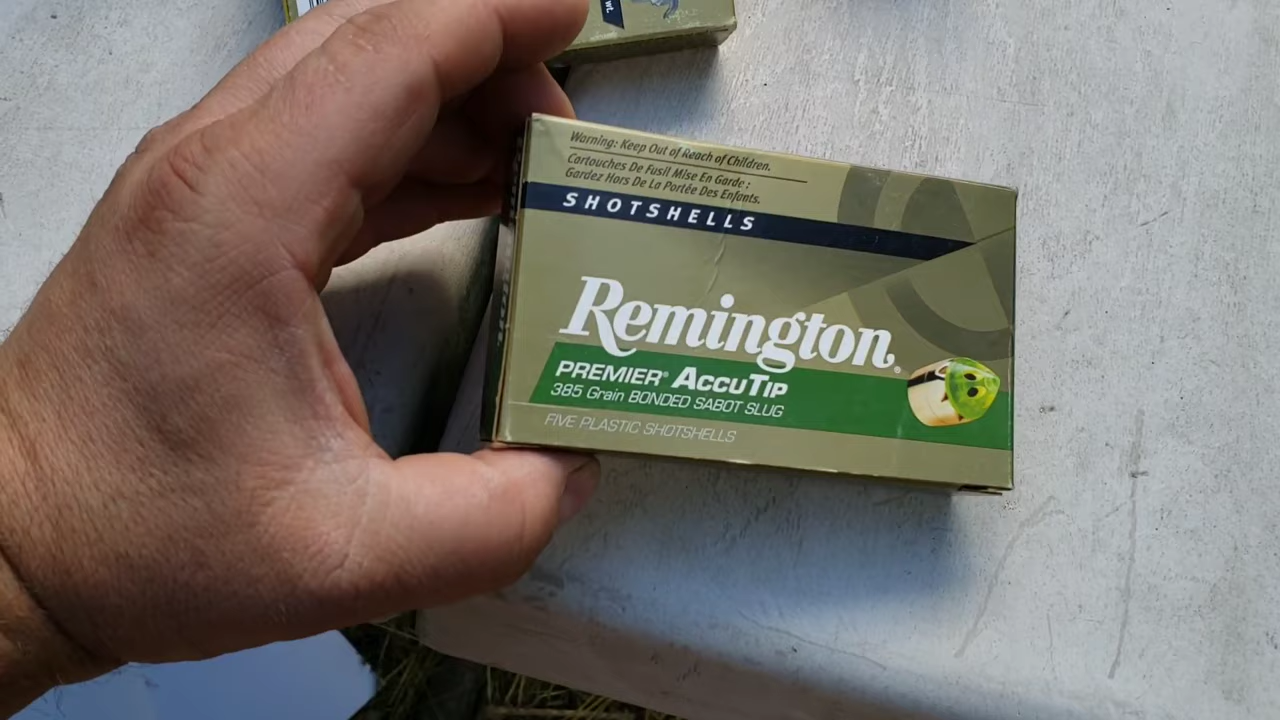 wt.
Warning: Keep Out of Reach of Children.
Cartouches De Fusil Mise En Garde :
Gardez Hors De La Portée Des Enfants.
SHOTSHELLS
Remington®
PREMIER® ACCUTIP
385 Grain BONDED SABOT SLUG
FIVE PLASTIC SHOTSHELLS